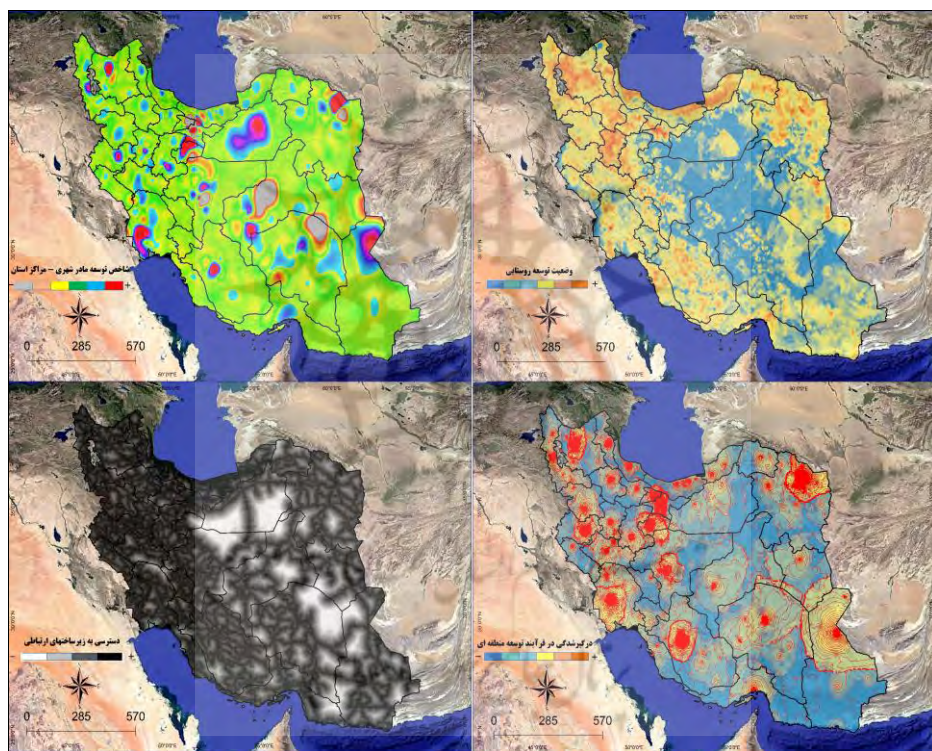 شاخص توسعه مادر شهری – مراکز استان
- +
0 285 570
وضعیت توسعه روستایی
- +
0 285 570
دسترسی به زیرساختهای ارتباطی
- +
0 285 570
درگیرشدگی در فرآیند توسعه منطقه ای
- +
0 285 570